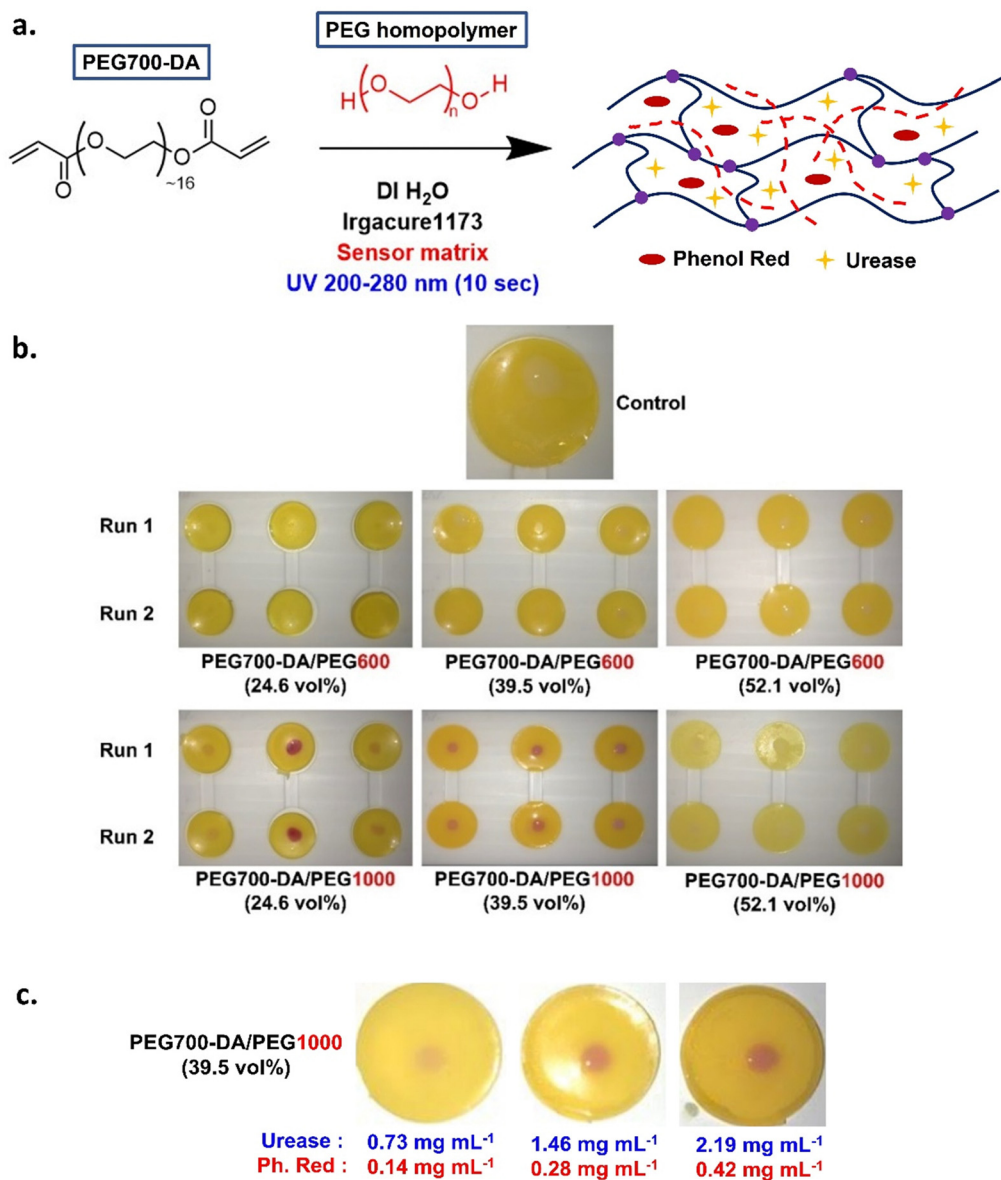 a.
PEG700-DA
PEG homopolymer
O
O
~16
O
O
H
O
n
O
H
DI H₂O
Irgacure1173
Sensor matrix
UV 200-280 nm (10 sec)
Phenol Red
Urease
b.
Control
Run 1
Run 2
PEG700-DA/PEG600
(24.6 vol%)
PEG700-DA/PEG600
(39.5 vol%)
PEG700-DA/PEG600
(52.1 vol%)
Run 1
Run 2
PEG700-DA/PEG1000
(24.6 vol%)
PEG700-DA/PEG1000
(39.5 vol%)
PEG700-DA/PEG1000
(52.1 vol%)
c.
PEG700-DA/PEG1000
(39.5 vol%)
Urease : 0.73 mg mL⁻¹ 1.46 mg mL⁻¹ 2.19 mg mL⁻¹
Ph. Red : 0.14 mg mL⁻¹ 0.28 mg mL⁻¹ 0.42 mg mL⁻¹